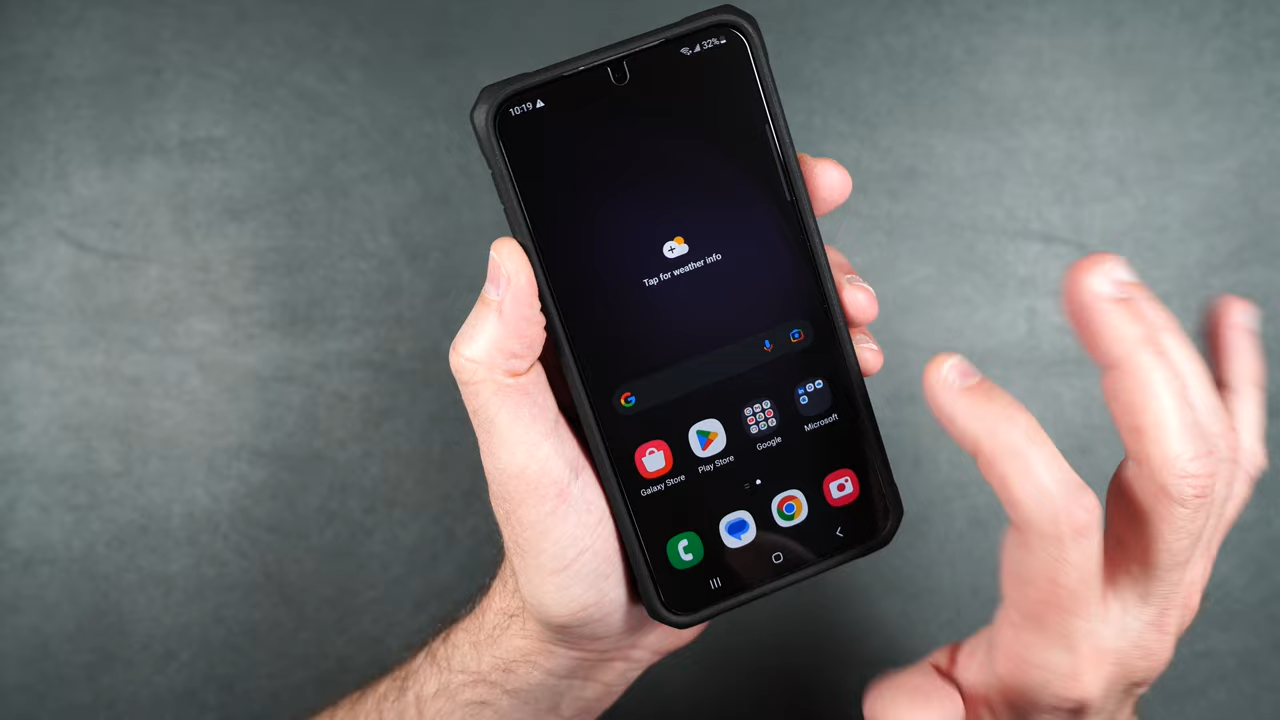 10:19
32%
Tap for weather info
G
Galaxy Store
Play Store
Google
Microsoft